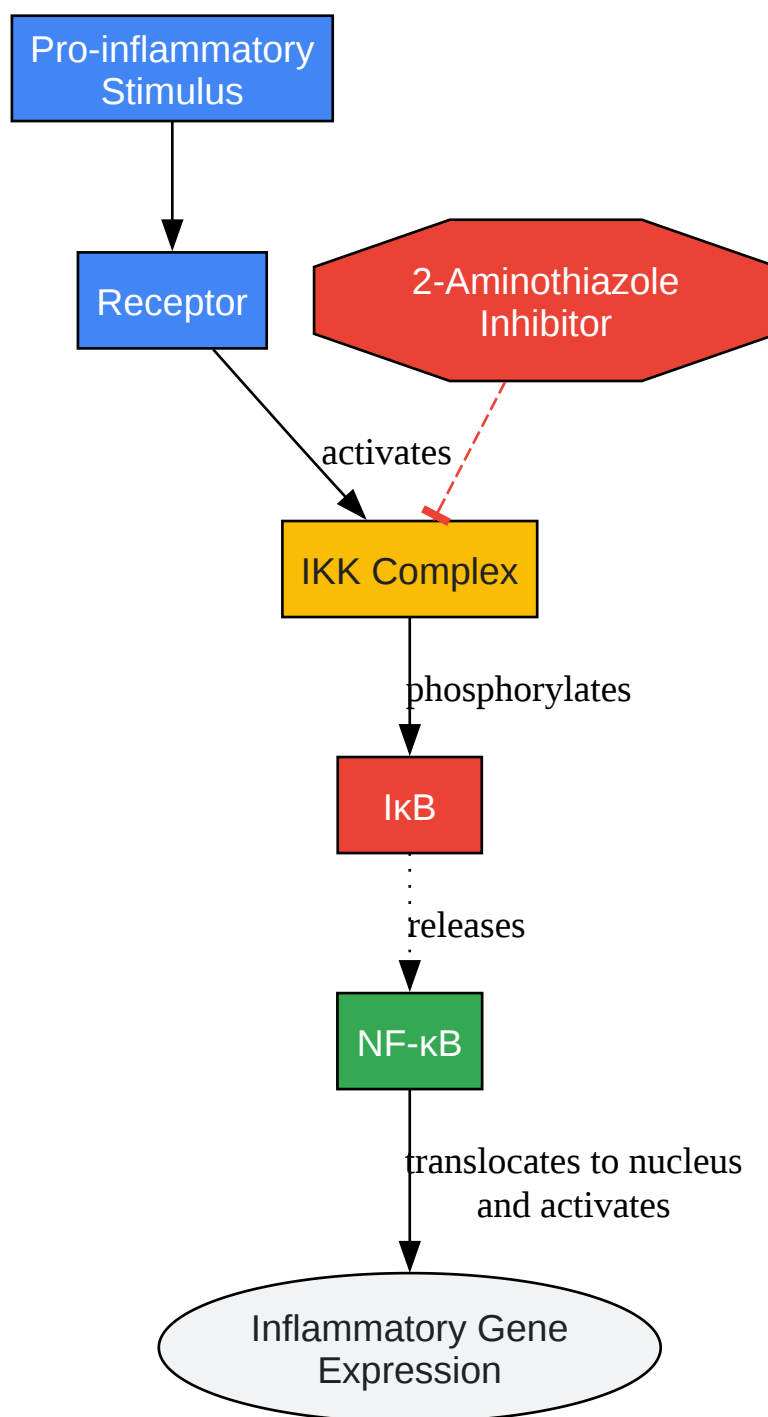 Pro-inflammatory
Stimulus
Receptor
2-Aminothiazole
Inhibitor
activates
IKK Complex
phosphorylates
IκB
releases
NF-κB
translocates to nucleus
and activates
Inflammatory Gene
Expression